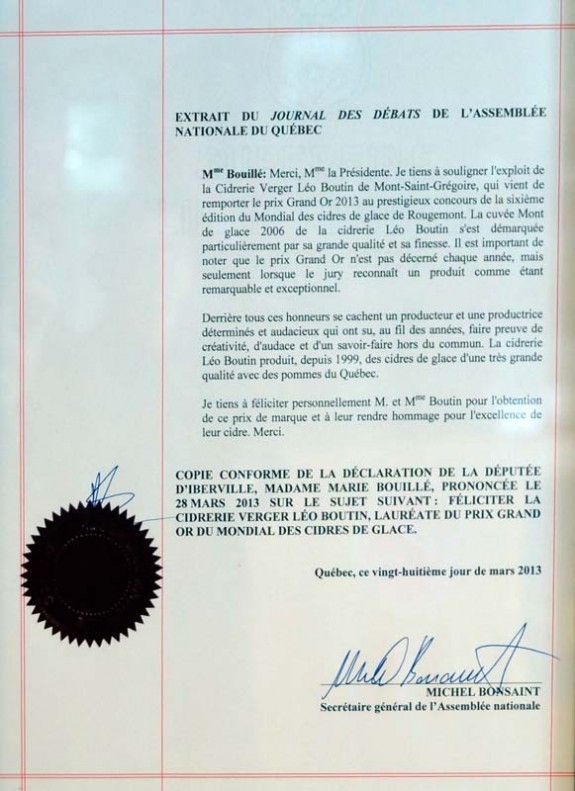 EXTRAIT DU JOURNAL DES DÉBATS DE L'ASSEMBLÉE
NATIONALE DU QUÉBEC
Mme Bouillé: Merci, Mme la Présidente. Je tiens à souligner l'exploit de
la Cidrerie Verger Léo Boutin de Mont-Saint-Grégoire, qui vient de
remporter le prix Grand Or 2013 au prestigieux concours de la sixième
édition du Mondial des cidres de glace de Rougemont. La cuvée Mont
de glace 2006 de la cidrerie Léo Boutin s'est démarquée
particulièrement par sa grande qualité et sa finesse. Il est important de
noter que le prix Grand Or n'est pas décerné chaque année, mais
seulement lorsque le jury reconnaît un produit comme étant
remarquable et exceptionnel.
Derrière tous ces honneurs se cachent un producteur et une productrice
déterminés et audacieux qui ont su, au fil des années, faire preuve de
créativité, d'audace et d'un savoir-faire hors du commun. La cidrerie
Léo Boutin produit, depuis 1999, des cidres de glace d'une très grande
qualité avec des pommes du Québec.
Je tiens à féliciter personnellement M. et Mme Boutin pour l'obtention
de ce prix de marque et à leur rendre hommage pour l'excellence de
leur cidre. Merci.
COPIE CONFORME DE LA DÉCLARATION DE LA DÉPUTÉE
D'IBERVILLE, MADAME MARIE BOUILLÉ, PRONONCÉE LE
28 MARS 2013 SUR LE SUJET SUIVANT : FÉLICITER LA
CIDRERIE VERGER LÉO BOUTIN, LAURÉATE DU PRIX GRAND
OR DU MONDIAL DES CIDRES DE GLACE.
Québec, ce vingt-huitième jour de mars 2013
MICHEL BONSAINT
Secrétaire général de l'Assemblée nationale